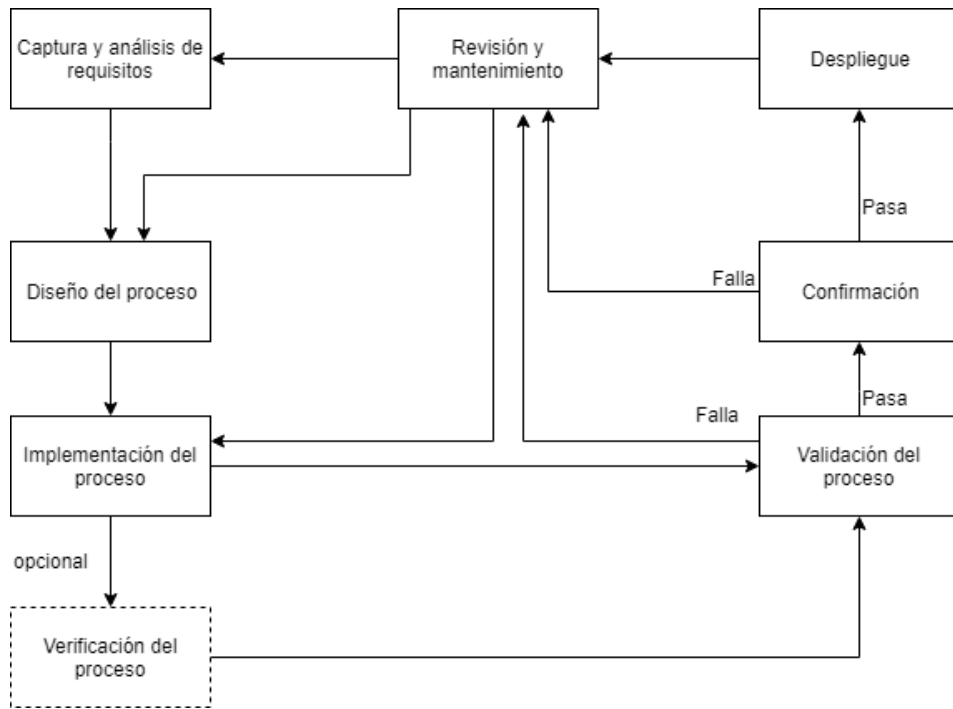 Captura y análisis de
requisitos
Revisión y
mantenimiento
Despliegue
Pasa
Diseño del proceso
Falla
Confirmación
Pasa
Falla
Implementación del
proceso
Validación del
proceso
opcional
Verificación del
proceso